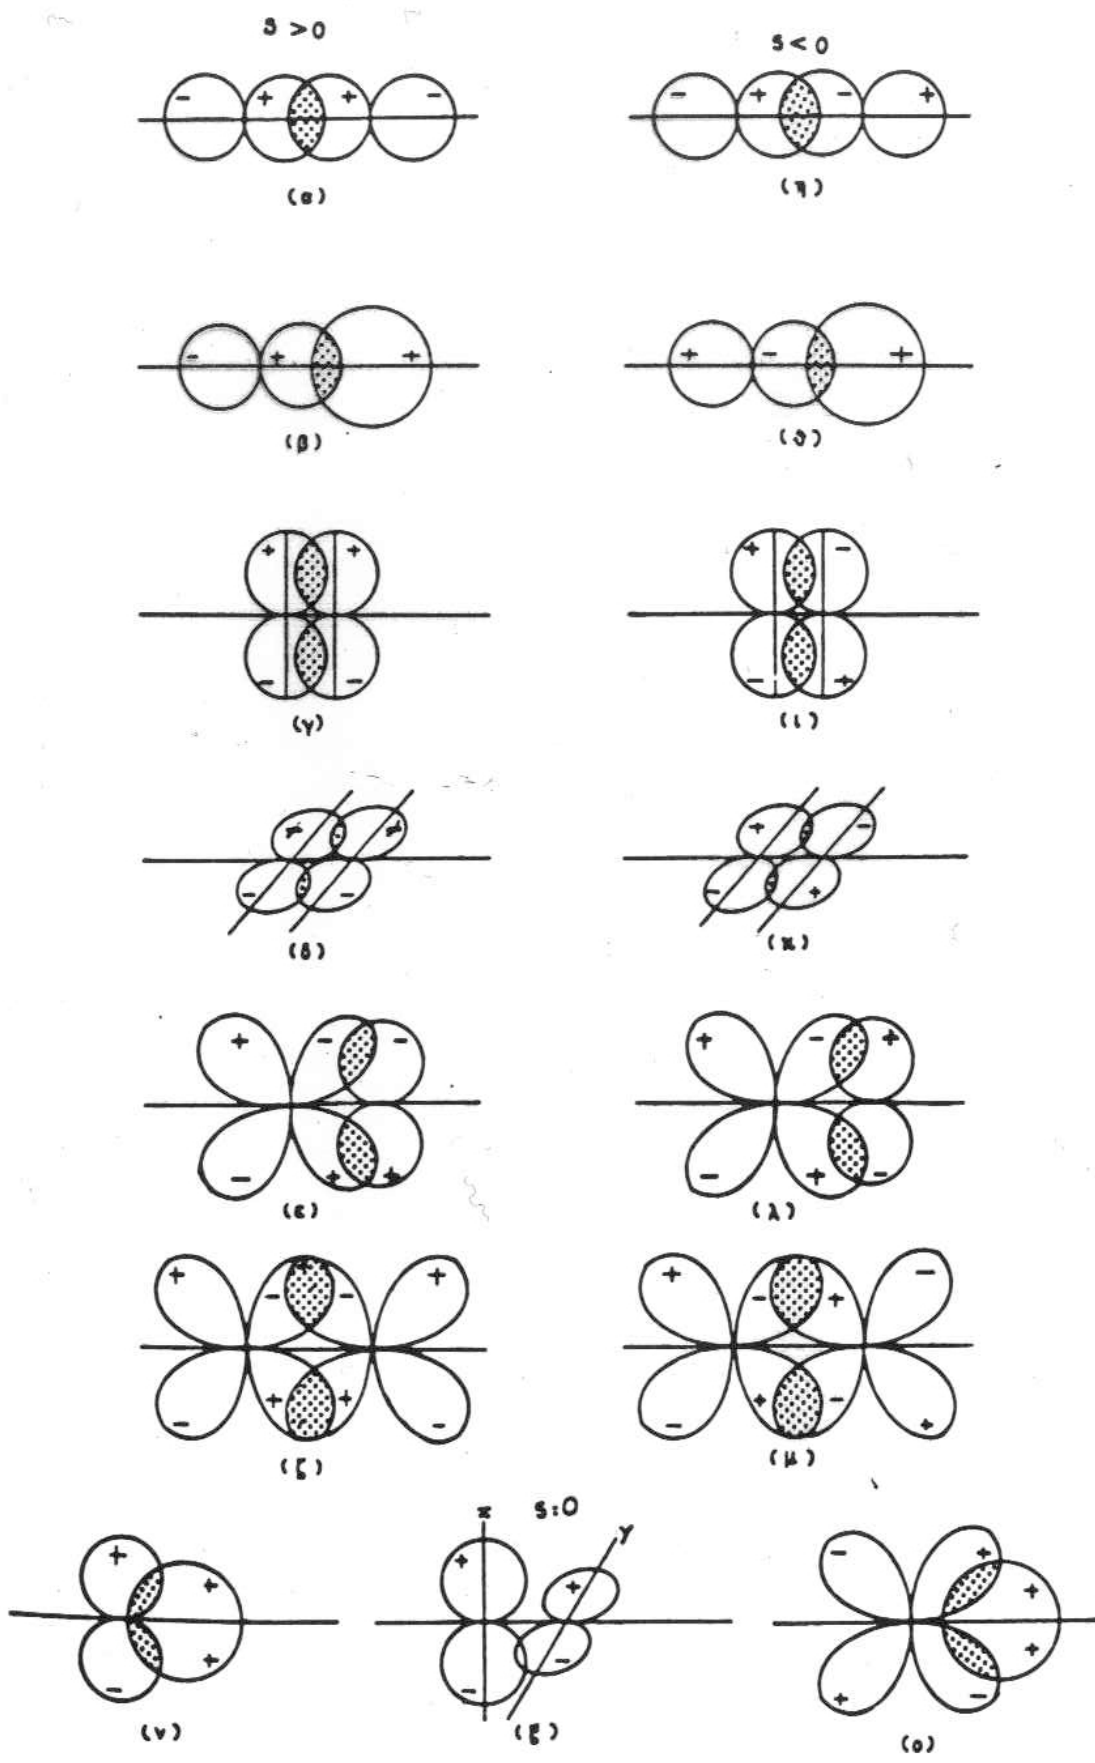 S > 0
S < 0
- + + -
- + - +
(α)
(η)
- + +
+ - +
(β)
(θ)
+ +
+ -
- -
- +
(γ)
(ι)
+ -
- -
- +
(δ)
(κ)
+ - -
+ - +
- + +
- + -
(ε)
(λ)
+ - - +
+ - + -
- + + -
- + - +
(ζ)
(μ)
S=0
x
y
+ +
+ +
- + +
- +
- -
+ - +
(ν)
(ξ)
(ο)